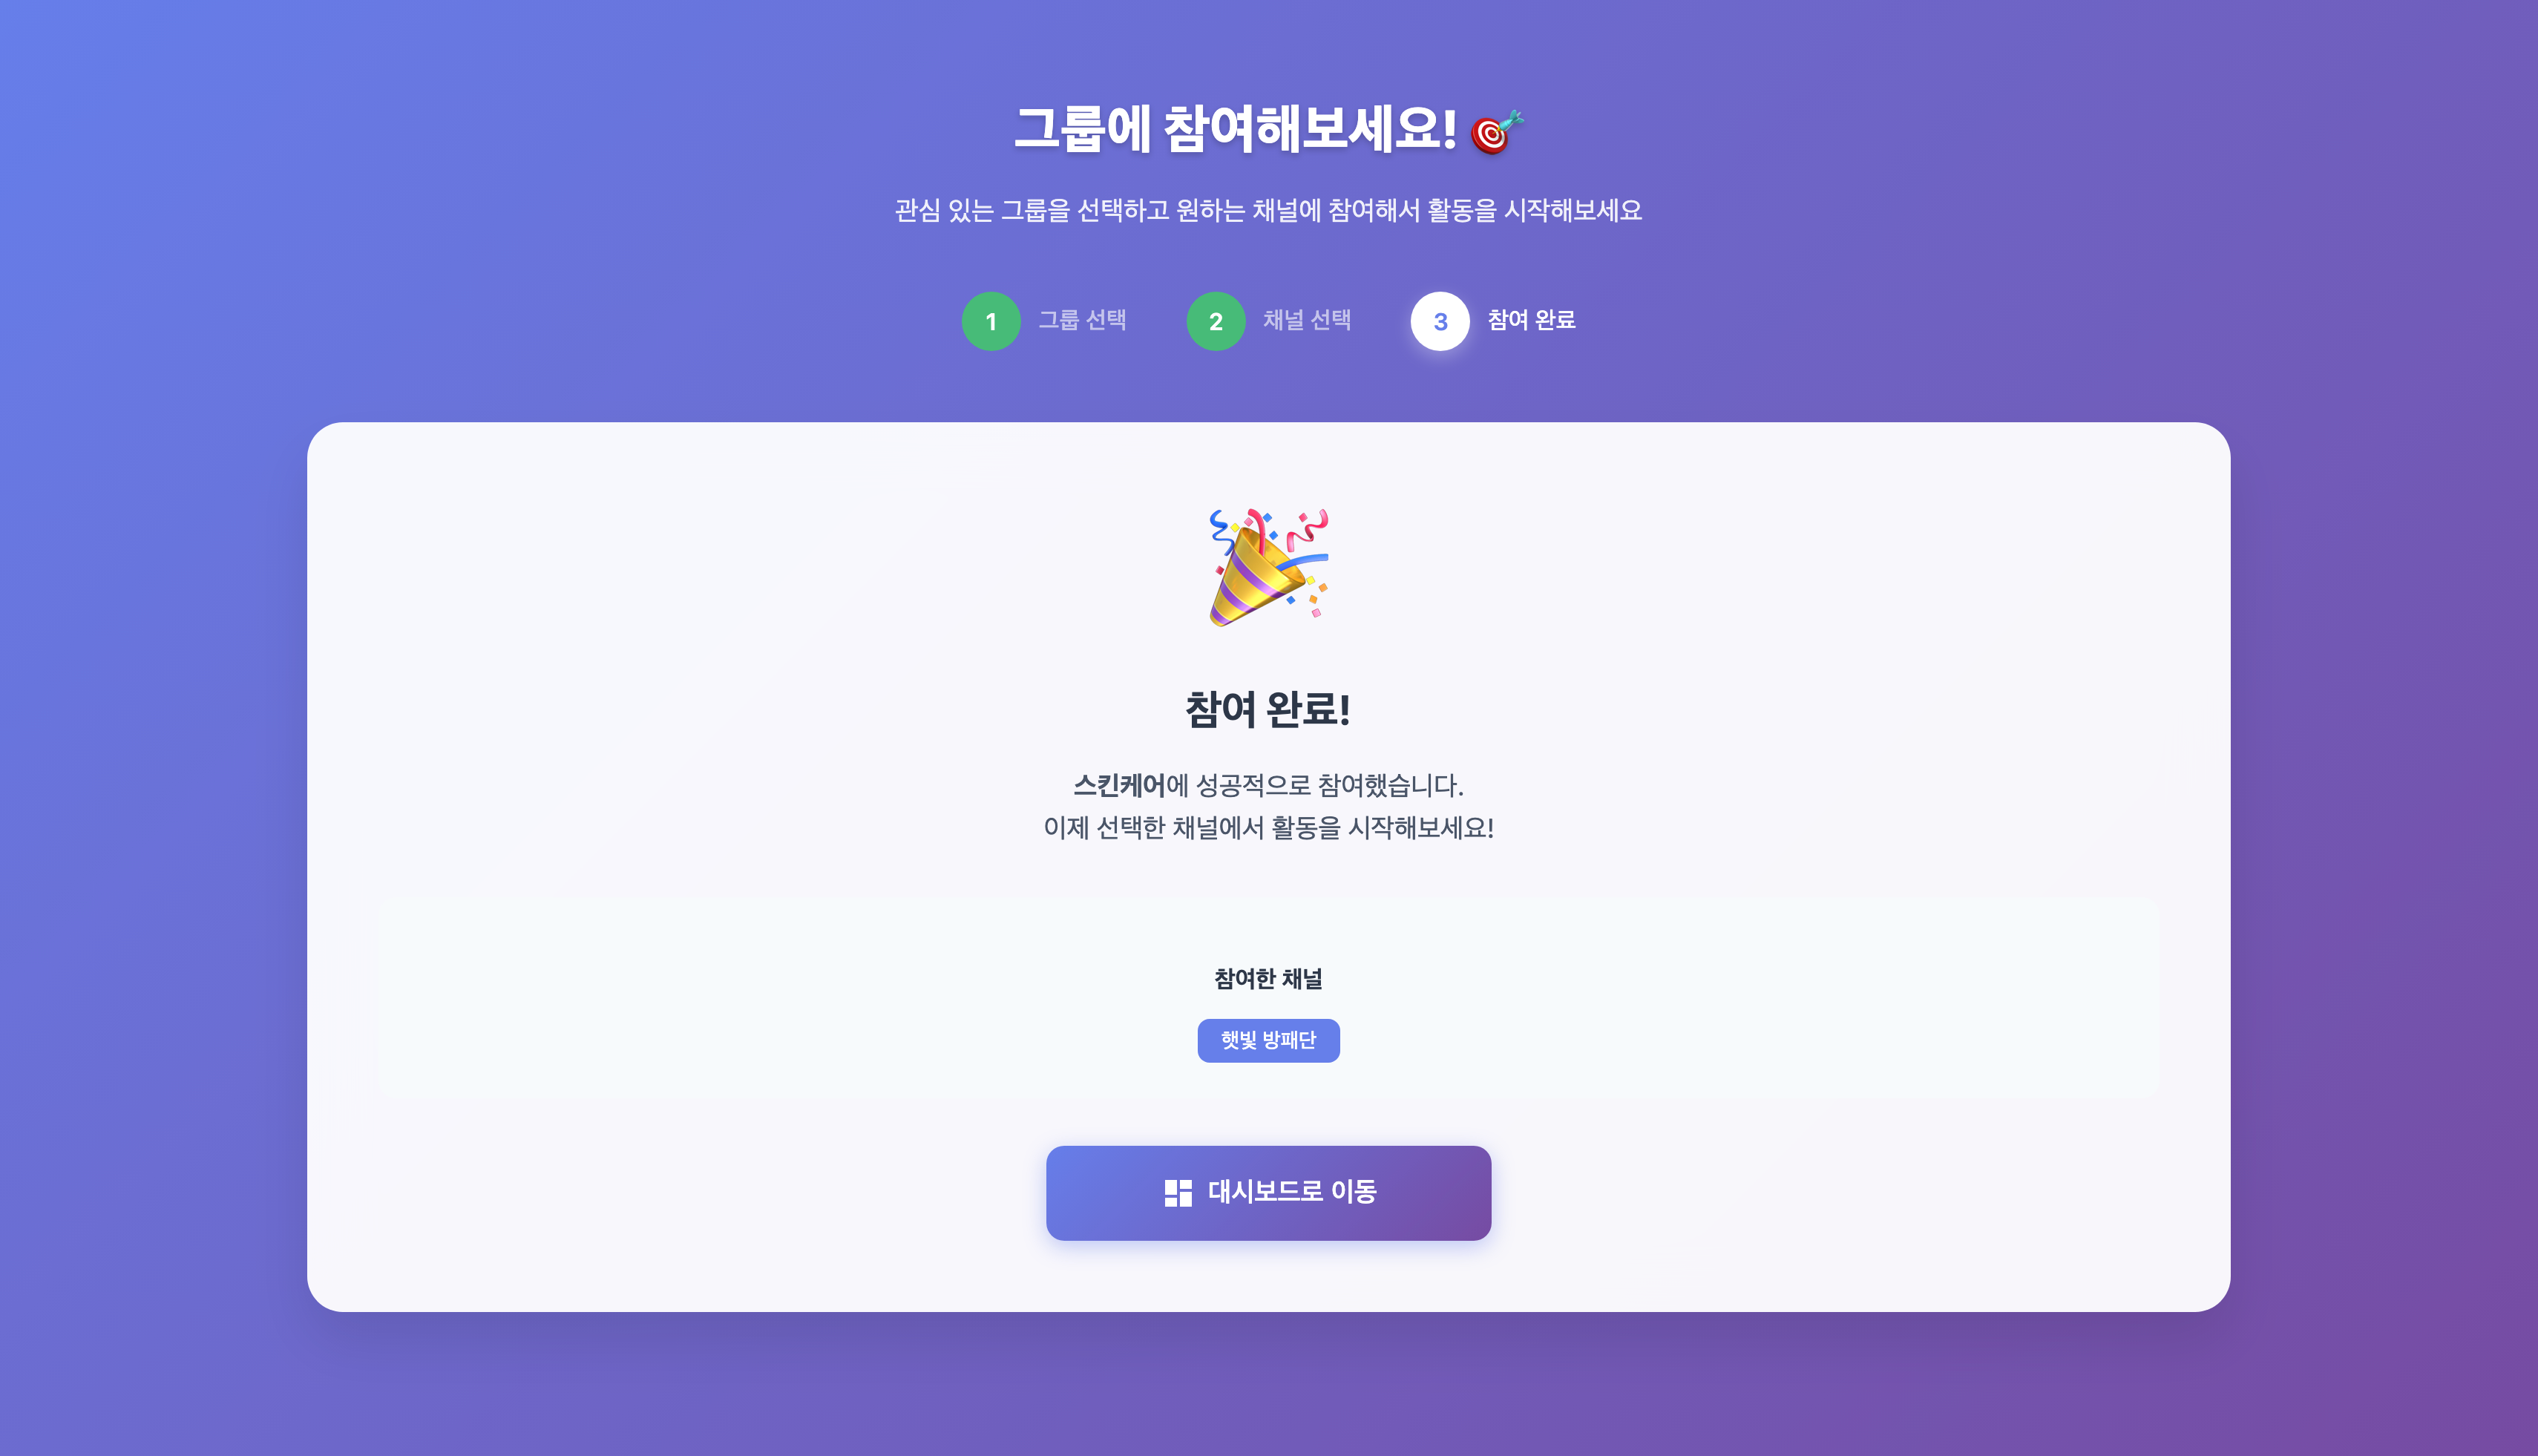 그룹에 참여해보세요! 🎯
관심 있는 그룹을 선택하고 원하는 채널에 참여해서 활동을 시작해보세요
1 그룹 선택 2 채널 선택 3 참여 완료
참여 완료!
스킨케어에 성공적으로 참여했습니다.
이제 선택한 채널에서 활동을 시작해보세요!
참여한 채널
햇빛 방패단
대시보드로 이동